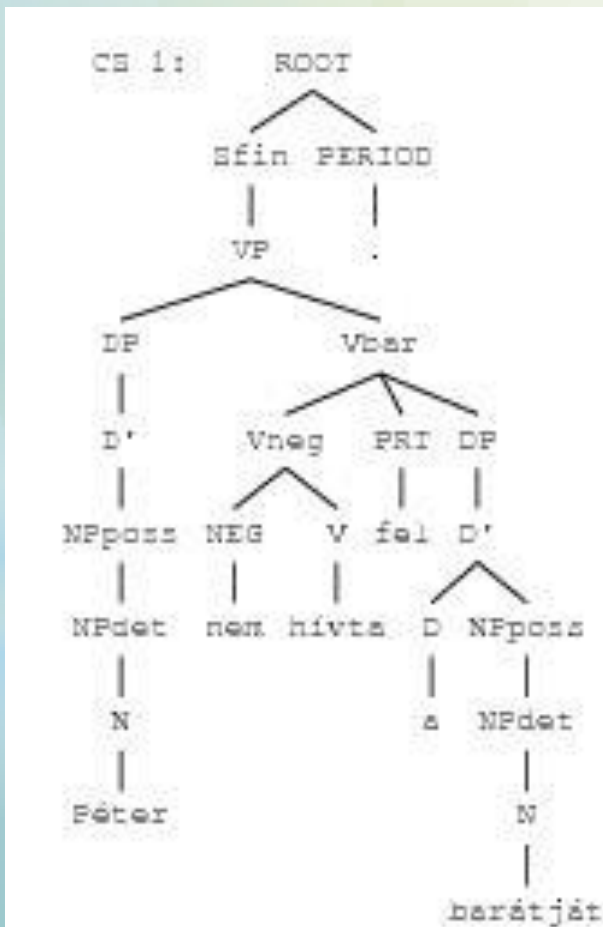 CS 1: ROOT
Sfin PERIOD
VP .
DP Vbar
D' Vneg PRT DP
NPposs NEG V fel D'
NPdet nem hívta D NPposs
N a NPdet
Péter N
barátját